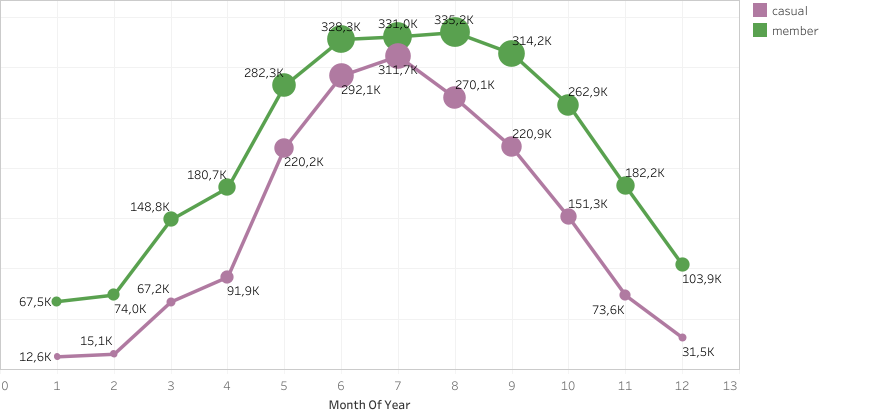 casual
member
335,2K
328,3K
331,0K
314,2K
282,3K
311,7K
292,1K
270,1K
262,9K
220,9K
220,2K
180,7K
182,2K
148,8K
151,3K
67,2K
91,9K
103,9K
67,5K
74,0K
73,6K
15,1K
12,6K
31,5K
0 1 2 3 4 5 6 7 8 9 10 11 12 13
Month Of Year